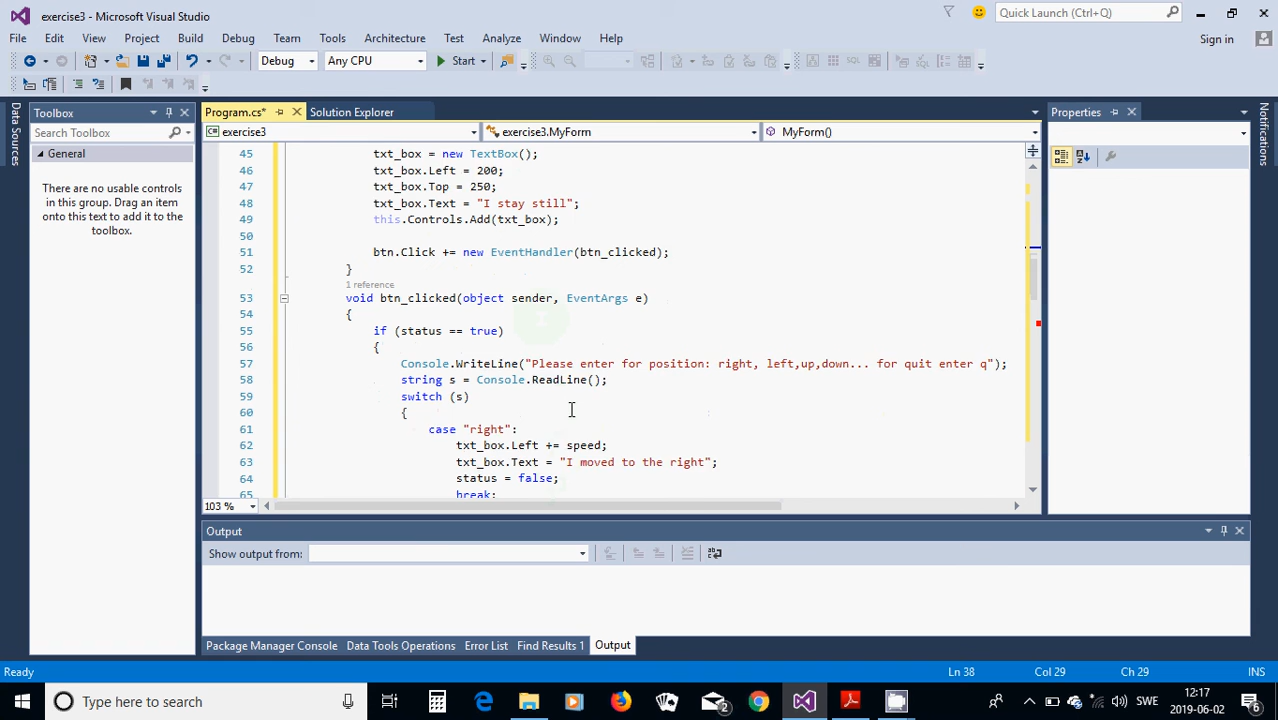 exercise3 - Microsoft Visual Studio
Quick Launch (Ctrl+Q)
File Edit View Project Build Debug Team Tools Architecture Test Analyze Window Help
Sign in
Debug Any CPU Start
Data Sources
Toolbox
Search Toolbox
General
There are no usable controls
in this group. Drag an item
onto this text to add it to the
toolbox.
Program.cs* Solution Explorer
exercise3 exercise3.MyForm MyForm()
45 txt_box = new TextBox();
46 txt_box.Left = 200;
47 txt_box.Top = 250;
48 txt_box.Text = "I stay still";
49 this.Controls.Add(txt_box);
50
51 btn.Click += new EventHandler(btn_clicked);
52 }
1 reference
53 void btn_clicked(object sender, EventArgs e)
54 {
55 if (status == true)
56 {
57 Console.WriteLine("Please enter for position: right, left,up,down... for quit enter q");
58 string s = Console.ReadLine();
59 switch (s)
60 {
61 case "right":
62 txt_box.Left += speed;
63 txt_box.Text = "I moved to the right";
64 status = false;
65 break;
103 %
Properties
Notifications
Output
Show output from:
Package Manager Console Data Tools Operations Error List Find Results 1 Output
Ready Ln 38 Col 29 Ch 29 INS
Type here to search
2
SWE
12:17
2019-06-02
6